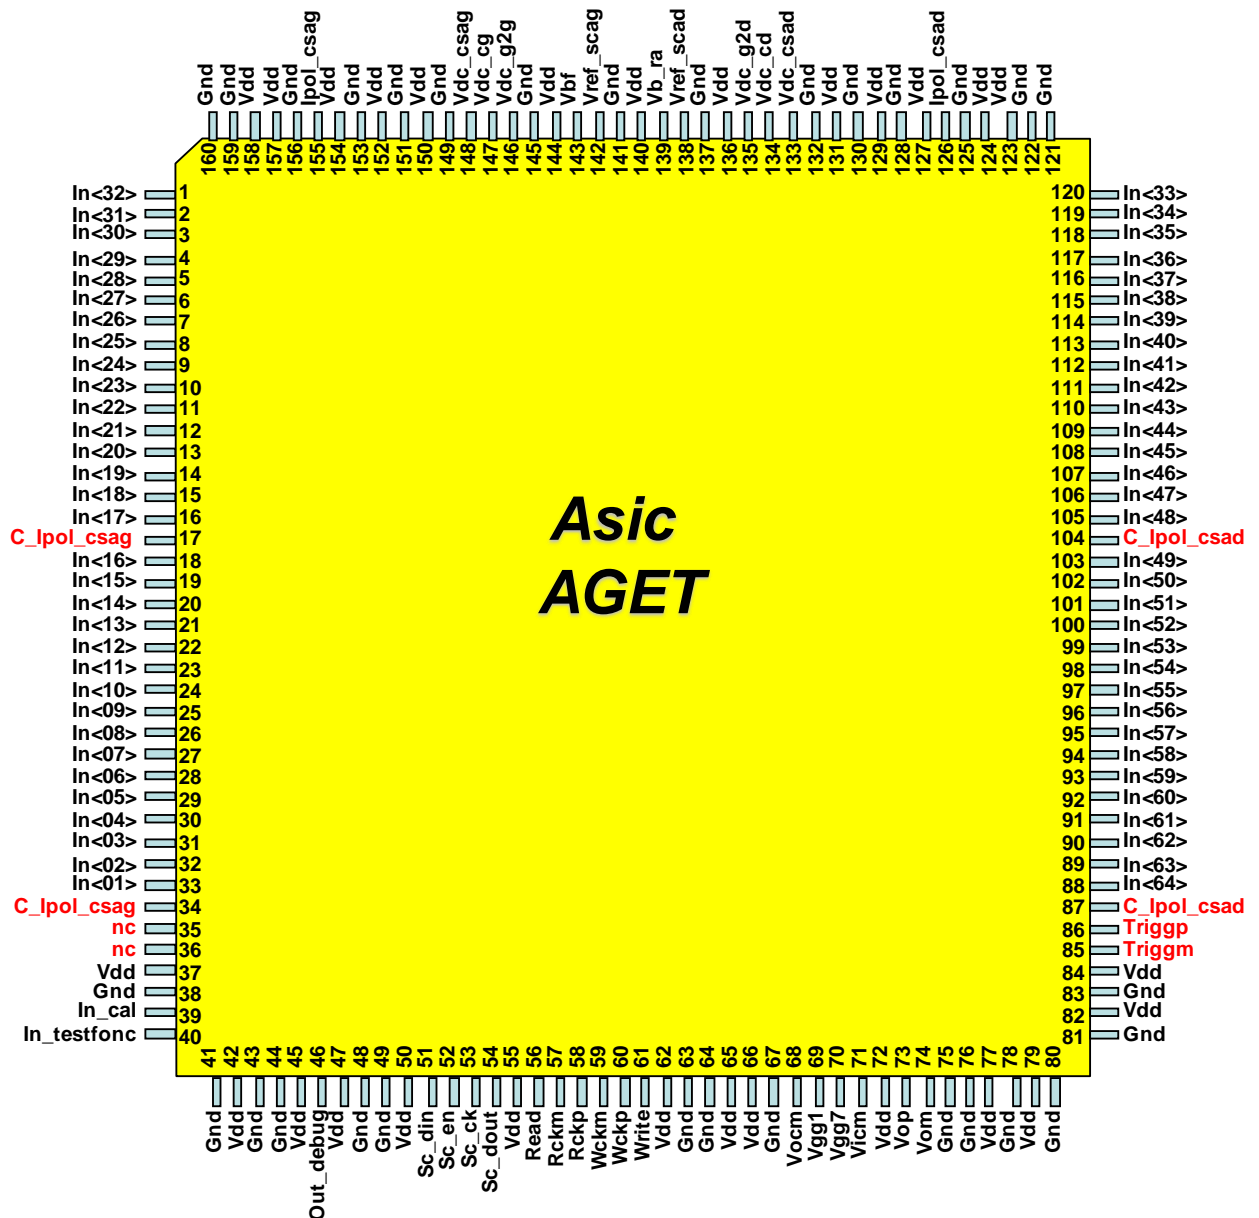 Gnd Gnd Vdd Vdd Gnd Ipol_csag Vdd Gnd Vdd Gnd Vdd Gnd Vdc_csag Vdc_cg Vdc_g2g Gnd Vdd Vbf Vref_scag Gnd Vdd Vb_ra Vref_scad Gnd Vdd Vdc_g2d Vdc_cd Vdc_csad Gnd Vdd Gnd Vdd Gnd Vdd Ipol_csad Gnd Vdd Vdd Gnd Gnd
160 159 158 157 156 155 154 153 152 151 150 149 148 147 146 145 144 143 142 141 140 139 138 137 136 135 134 133 132 131 130 129 128 127 126 125 124 123 122 121
In<32> 1 120 In<33>
In<31> 2 119 In<34>
In<30> 3 118 In<35>
In<29> 4 117 In<36>
In<28> 5 116 In<37>
In<27> 6 115 In<38>
In<26> 7 114 In<39>
In<25> 8 113 In<40>
In<24> 9 112 In<41>
In<23> 10 111 In<42>
In<22> 11 110 In<43>
In<21> 12 109 In<44>
In<20> 13 108 In<45>
In<19> 14 107 In<46>
In<18> 15 106 In<47>
In<17> 16 105 In<48>
C_Ipol_csag 17 104 C_Ipol_csad
In<16> 18 103 In<49>
In<15> 19 102 In<50>
In<14> 20 101 In<51>
In<13> 21 100 In<52>
In<12> 22 99 In<53>
In<11> 23 98 In<54>
In<10> 24 97 In<55>
In<09> 25 96 In<56>
In<08> 26 95 In<57>
In<07> 27 94 In<58>
In<06> 28 93 In<59>
In<05> 29 92 In<60>
In<04> 30 91 In<61>
In<03> 31 90 In<62>
In<02> 32 89 In<63>
In<01> 33 88 In<64>
C_Ipol_csag 34 87 C_Ipol_csad
nc 35 86 Triggp
nc 36 85 Triggm
Vdd 37 84 Vdd
Gnd 38 83 Gnd
In_cal 39 82 Vdd
In_testfonc 40 81 Gnd
Asic
AGET
41 42 43 44 45 46 47 48 49 50 51 52 53 54 55 56 57 58 59 60 61 62 63 64 65 66 67 68 69 70 71 72 73 74 75 76 77 78 79 80
Gnd Vdd Gnd Gnd Vdd Out_debug Vdd Gnd Gnd Vdd Sc_din Sc_en Sc_ck Sc_dout Vdd Read Rckm Rckp Wckm Wckp Write Vdd Gnd Gnd Vdd Vdd Gnd Vocm Vgg1 Vgg7 Vicm Vdd Vop Vom Gnd Gnd Vdd Gnd Vdd Gnd